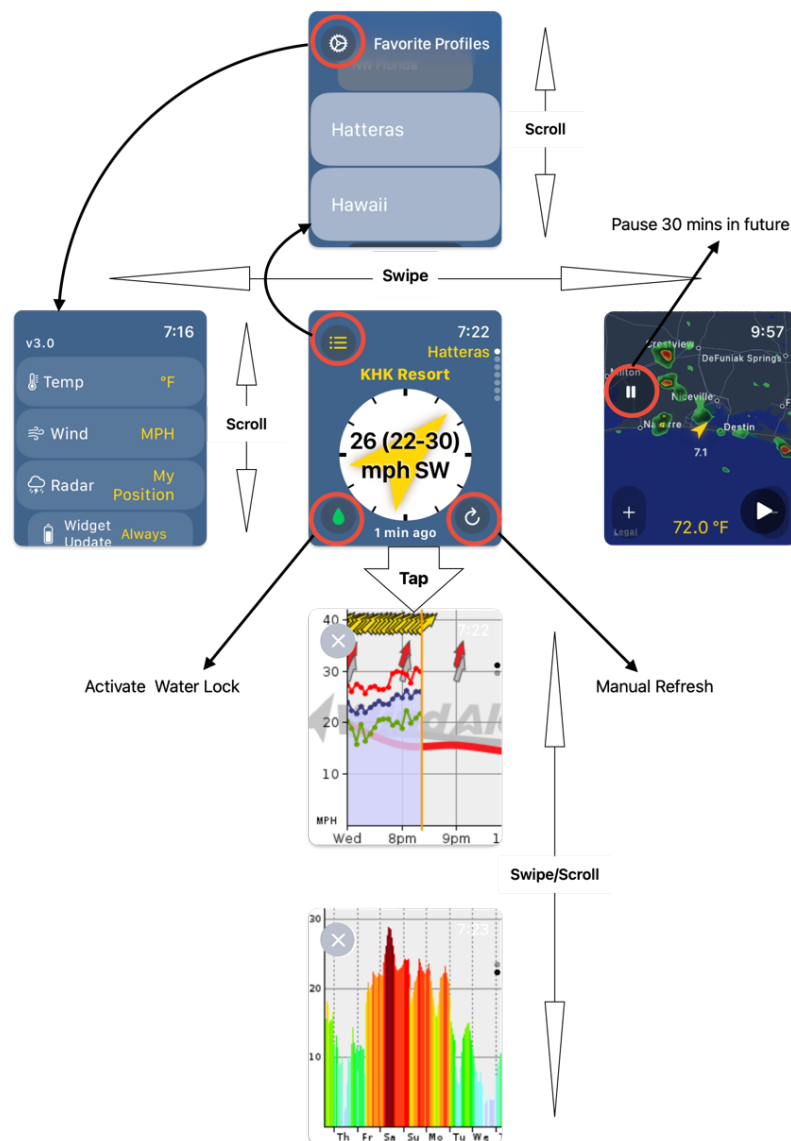 Favorite Profiles
NW Florida
Hatteras
Hawaii
Scroll
Pause 30 mins in future
Swipe
7:16
v3.0
Temp °F
Wind MPH
Radar My
Position
Widget
Update Always
Scroll
7:22
Hatteras
KHK Resort
26 (22-30)
mph SW
1 min ago
9:57
Crestview
DeFuniak Springs
Milton
Niceville
Navarre
Destin
7.1
+
Legal
72.0 °F
Tap
Activate Water Lock
Manual Refresh
40
7:22
30
20
10
MPH
Wed 8pm 9pm
Swipe/Scroll
30
7:23
20
10
Th Fr Sa Su Mo Tu We